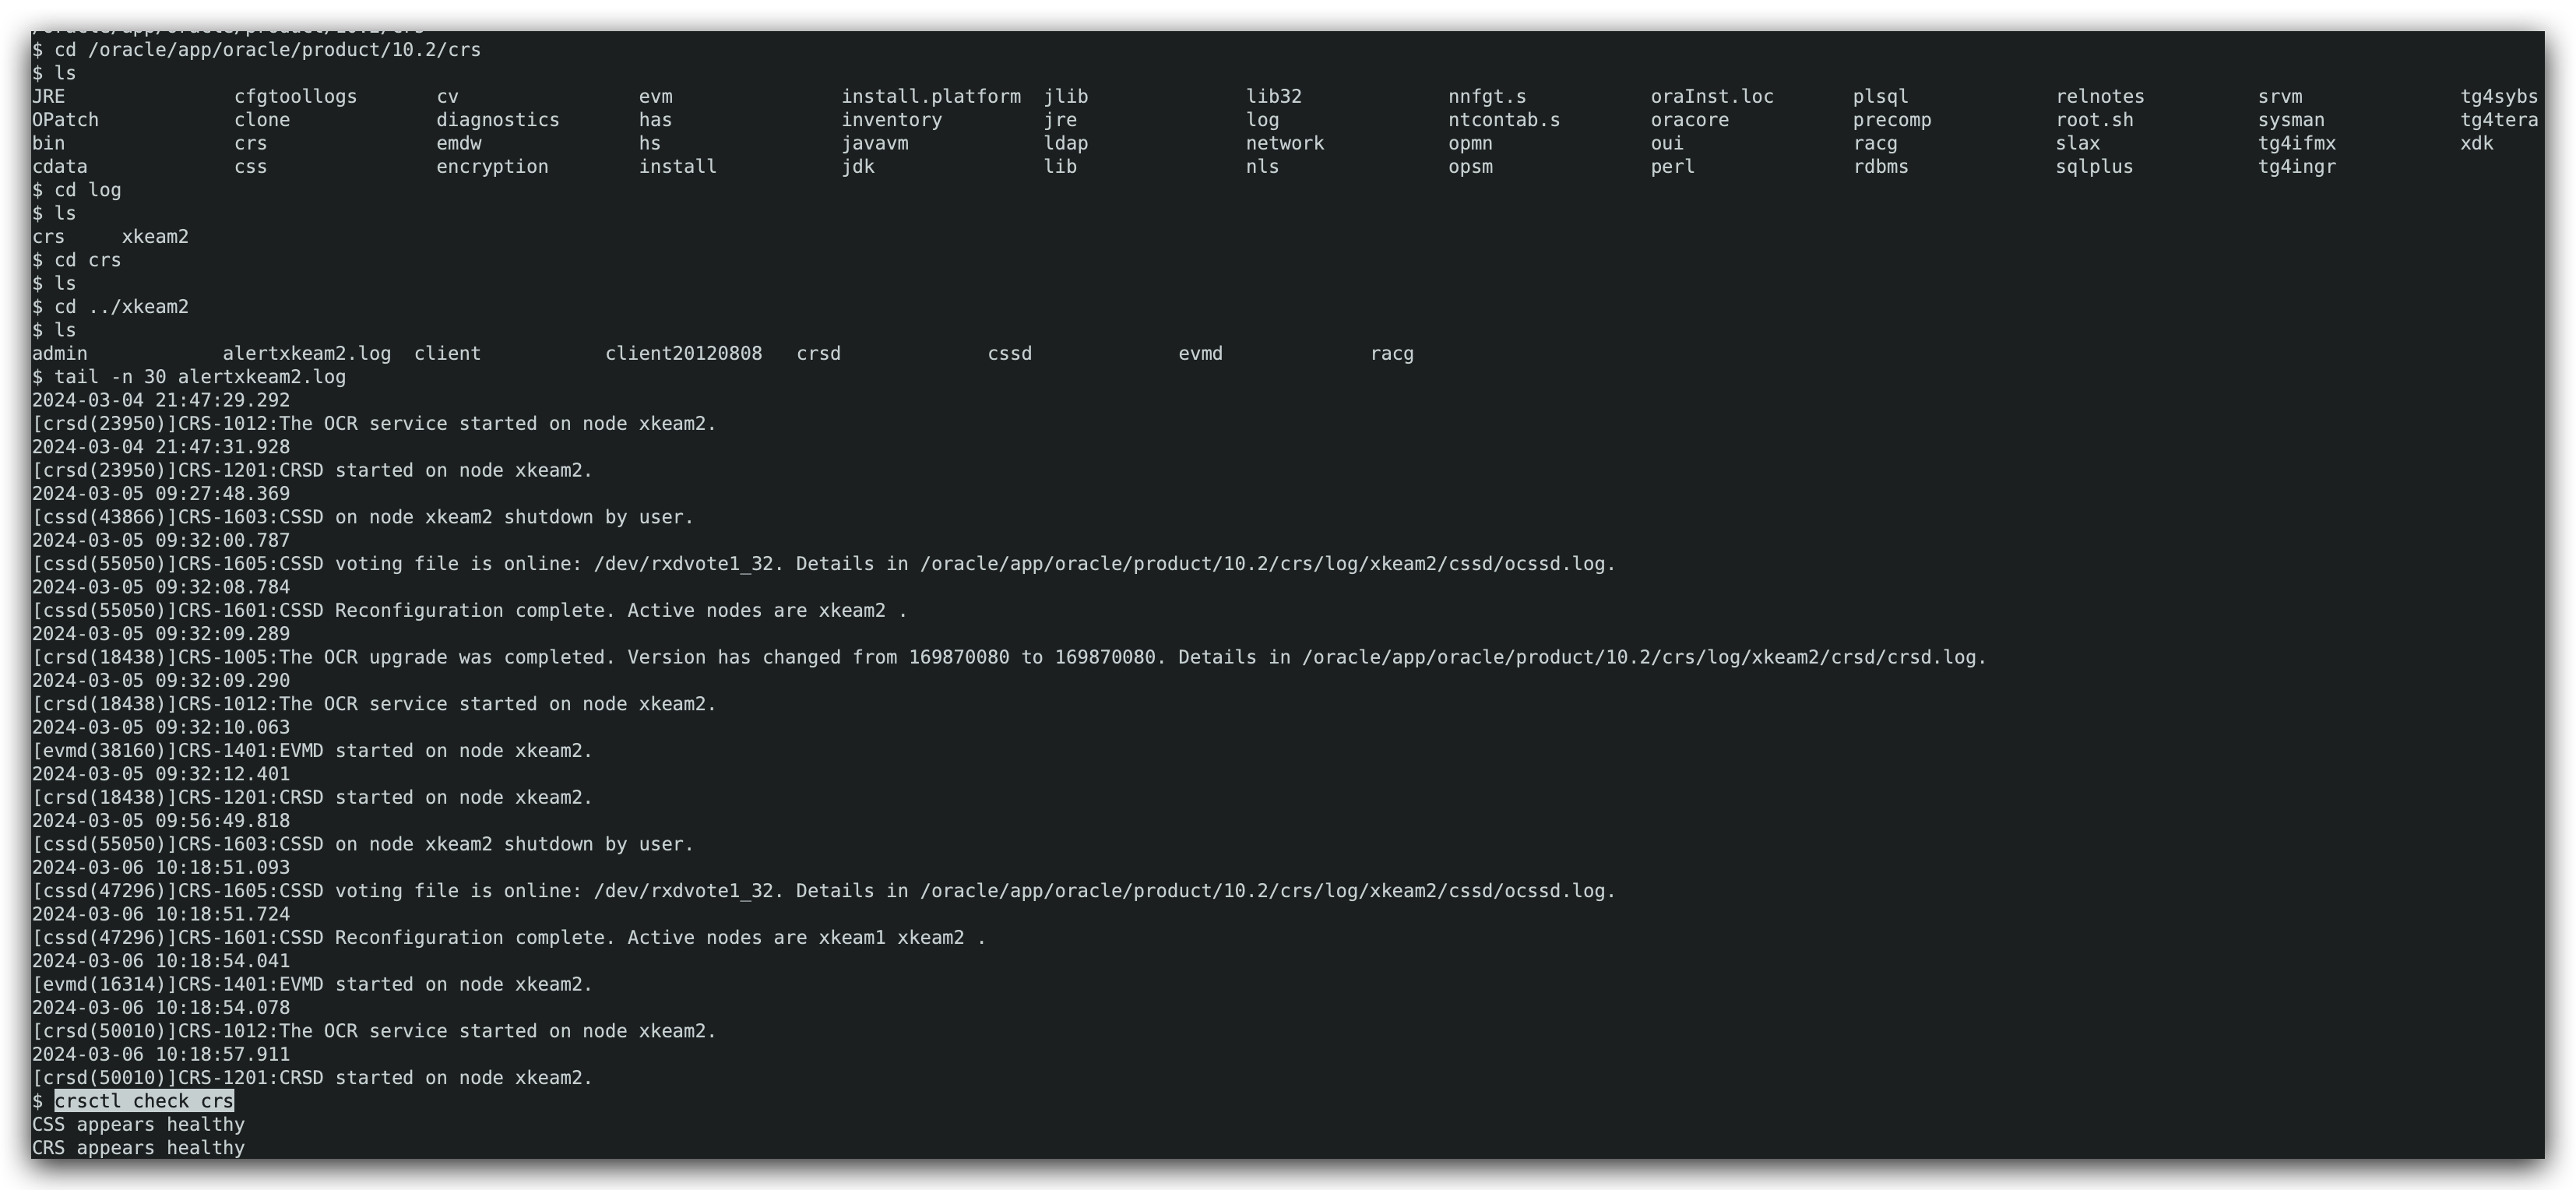 /oracle/app/oracle/product/10.2/crs
$ cd /oracle/app/oracle/product/10.2/crs
$ ls
JRE cfgtoollogs cv evm install.platform jlib lib32 nnfgt.s oraInst.loc plsql relnotes srvm tg4sybs
OPatch clone diagnostics has inventory jre log ntcontab.s oracore precomp root.sh sysman tg4tera
bin crs emdw hs javavm ldap network opmn oui racg slax tg4ifmx xdk
cdata css encryption install jdk lib nls opsm perl rdbms sqlplus tg4ingr
$ cd log
$ ls
crs xkeam2
$ cd crs
$ ls
$ cd ../xkeam2
$ ls
admin alertxkeam2.log client client20120808 crsd cssd evmd racg
$ tail -n 30 alertxkeam2.log
2024-03-04 21:47:29.292
[crsd(23950)]CRS-1012:The OCR service started on node xkeam2.
2024-03-04 21:47:31.928
[crsd(23950)]CRS-1201:CRSD started on node xkeam2.
2024-03-05 09:27:48.369
[cssd(43866)]CRS-1603:CSSD on node xkeam2 shutdown by user.
2024-03-05 09:32:00.787
[cssd(55050)]CRS-1605:CSSD voting file is online: /dev/rxdvote1_32. Details in /oracle/app/oracle/product/10.2/crs/log/xkeam2/cssd/ocssd.log.
2024-03-05 09:32:08.784
[cssd(55050)]CRS-1601:CSSD Reconfiguration complete. Active nodes are xkeam2 .
2024-03-05 09:32:09.289
[crsd(18438)]CRS-1005:The OCR upgrade was completed. Version has changed from 169870080 to 169870080. Details in /oracle/app/oracle/product/10.2/crs/log/xkeam2/crsd/crsd.log.
2024-03-05 09:32:09.290
[crsd(18438)]CRS-1012:The OCR service started on node xkeam2.
2024-03-05 09:32:10.063
[evmd(38160)]CRS-1401:EVMD started on node xkeam2.
2024-03-05 09:32:12.401
[crsd(18438)]CRS-1201:CRSD started on node xkeam2.
2024-03-05 09:56:49.818
[cssd(55050)]CRS-1603:CSSD on node xkeam2 shutdown by user.
2024-03-06 10:18:51.093
[cssd(47296)]CRS-1605:CSSD voting file is online: /dev/rxdvote1_32. Details in /oracle/app/oracle/product/10.2/crs/log/xkeam2/cssd/ocssd.log.
2024-03-06 10:18:51.724
[cssd(47296)]CRS-1601:CSSD Reconfiguration complete. Active nodes are xkeam1 xkeam2 .
2024-03-06 10:18:54.041
[evmd(16314)]CRS-1401:EVMD started on node xkeam2.
2024-03-06 10:18:54.078
[crsd(50010)]CRS-1012:The OCR service started on node xkeam2.
2024-03-06 10:18:57.911
[crsd(50010)]CRS-1201:CRSD started on node xkeam2.
$ crsctl check crs
CSS appears healthy
CRS appears healthy